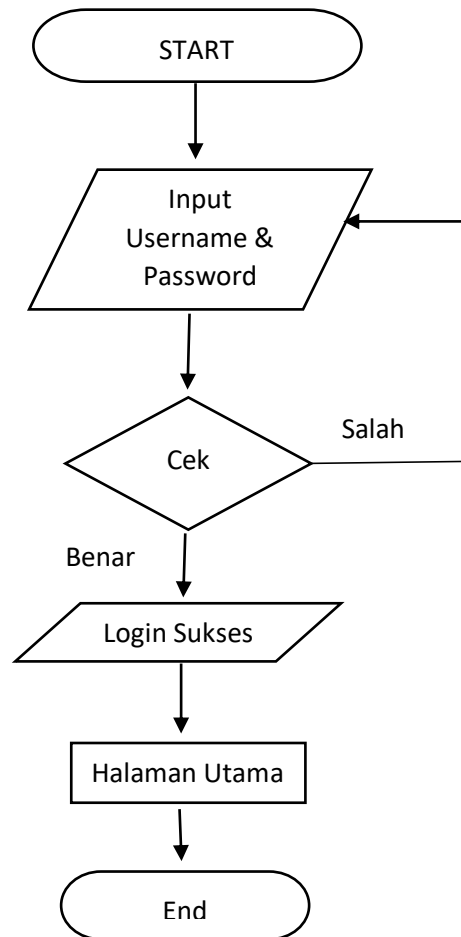 START
Input
Username &
Password
Cek
Salah
Benar
Login Sukses
Halaman Utama
End